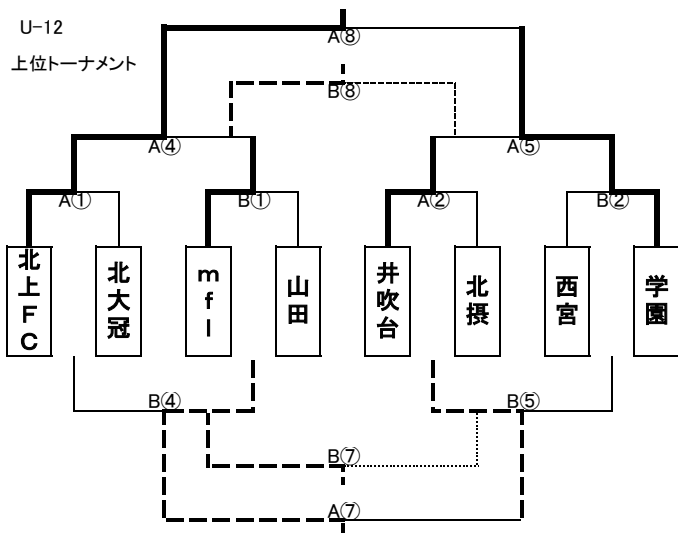 U-12
上位トーナメント
A⑧
B⑧
A④
A⑤
A①
B①
A②
B②
北上FC
北大冠
mfl
山田
井吹台
北摂
西宮
学園
B④
B⑤
B⑦
A⑦